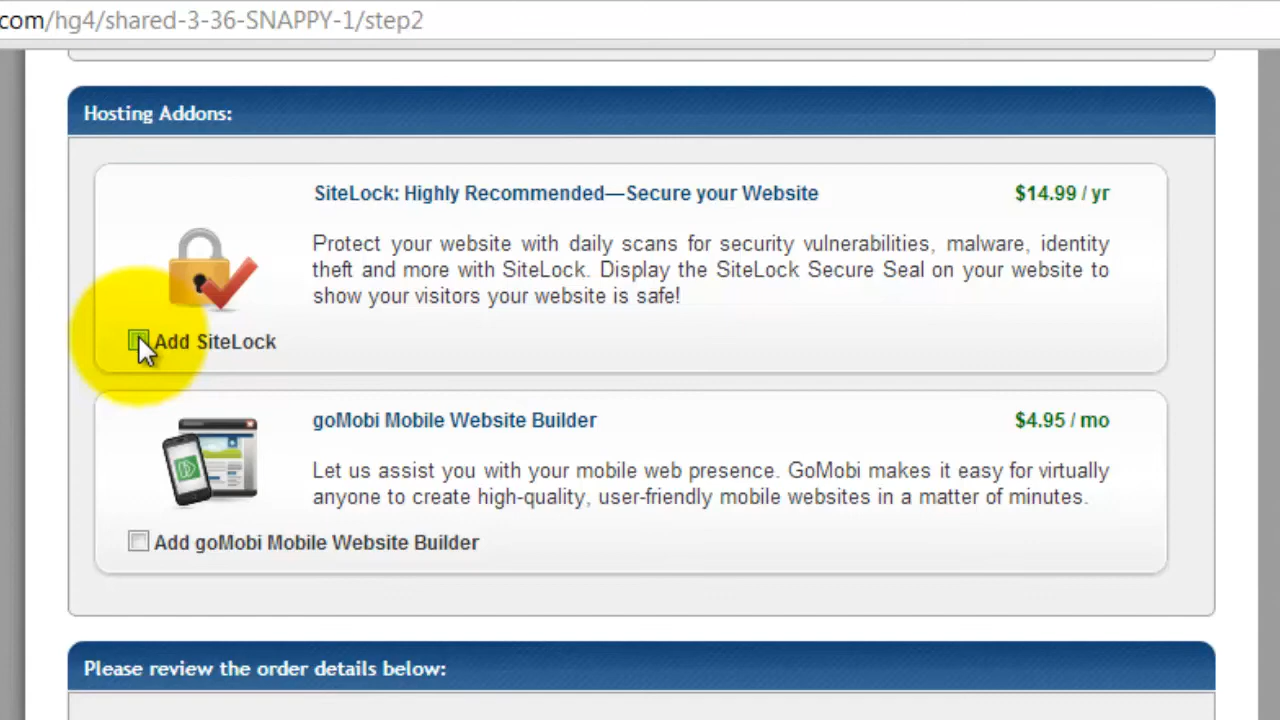 com/hg4/shared-3-36-SNAPPY-1/step2
Hosting Addons:
SiteLock: Highly Recommended—Secure your Website
$14.99 / yr
Protect your website with daily scans for security vulnerabilities, malware, identity
theft and more with SiteLock. Display the SiteLock Secure Seal on your website to
show your visitors your website is safe!
Add SiteLock
goMobi Mobile Website Builder
$4.95 / mo
Let us assist you with your mobile web presence. GoMobi makes it easy for virtually
anyone to create high-quality, user-friendly mobile websites in a matter of minutes.
Add goMobi Mobile Website Builder
Please review the order details below: